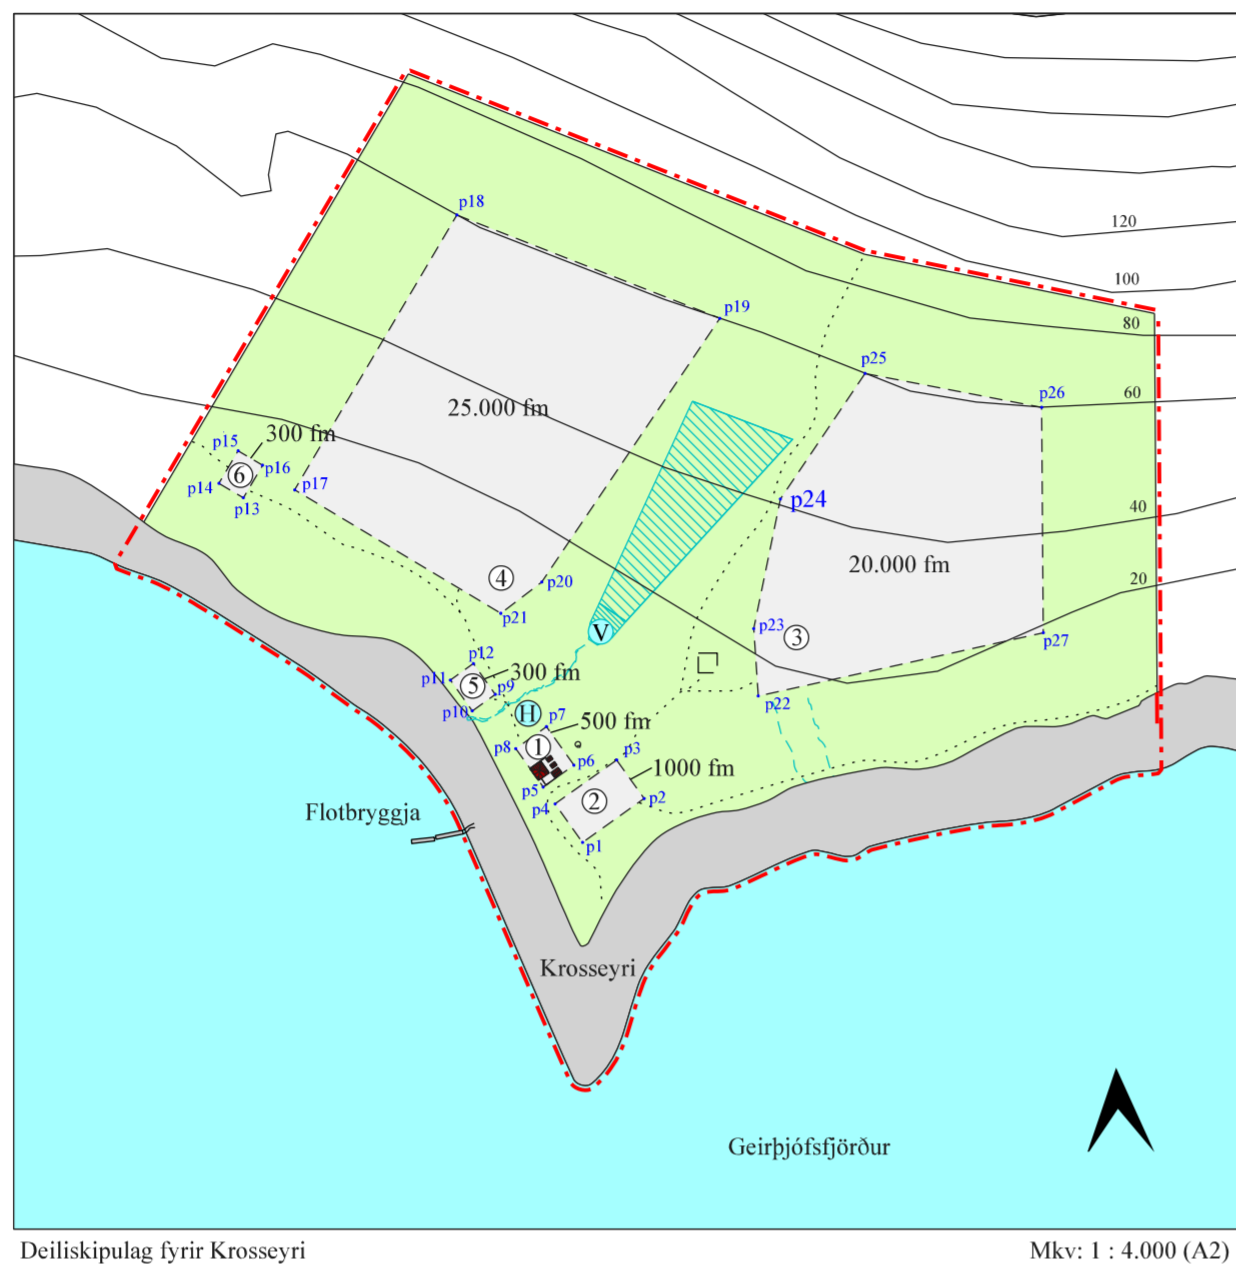 p18
120
100
p19
80
p25
p26
60
25.000 fm
p15
300 fm
p16
6
p14
p17
p13
p24
40
20.000 fm
4
p20
20
p21
V
p23
3
p27
p12
p11
300 fm
5
p9
p10
p22
H
p7
500 fm
p8
1
p3
p6
1000 fm
p5
p2
p4
2
Flotbryggja
p1
Krosseyri
Geirþjófsfjörður
Deiliskipulag fyrir Krosseyri
Mkv: 1 : 4.000 (A2)